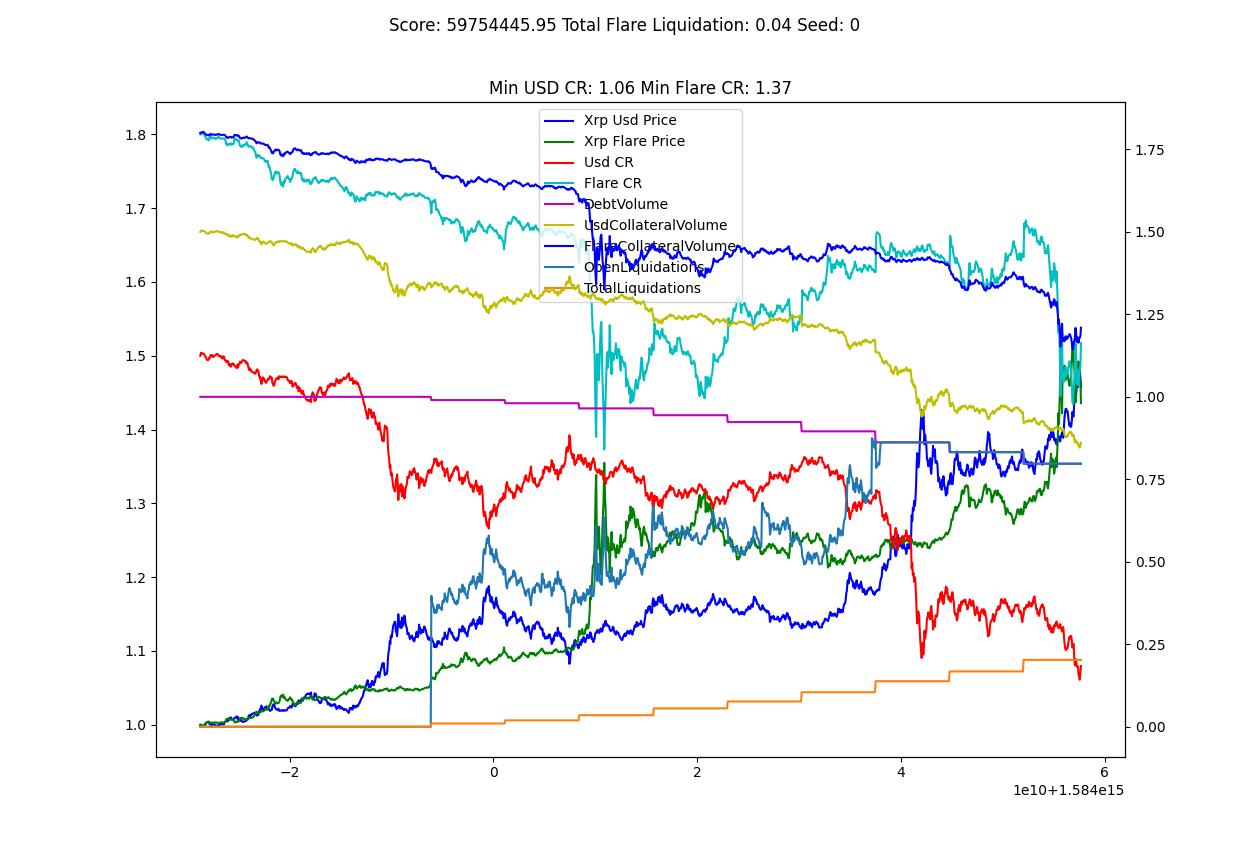 Score: 59754445.95 Total Flare Liquidation: 0.04 Seed: 0
Min USD CR: 1.06 Min Flare CR: 1.37
Xrp Usd Price
Xrp Flare Price
Usd CR
Flare CR
DebtVolume
UsdCollateralVolume
FlareCollateralVolume
OpenLiquidations
TotalLiquidations
1.8
1.7
1.6
1.5
1.4
1.3
1.2
1.1
1.0
1.75
1.50
1.25
1.00
0.75
0.50
0.25
0.00
−2
0
2
4
6
1e10+1.584e15